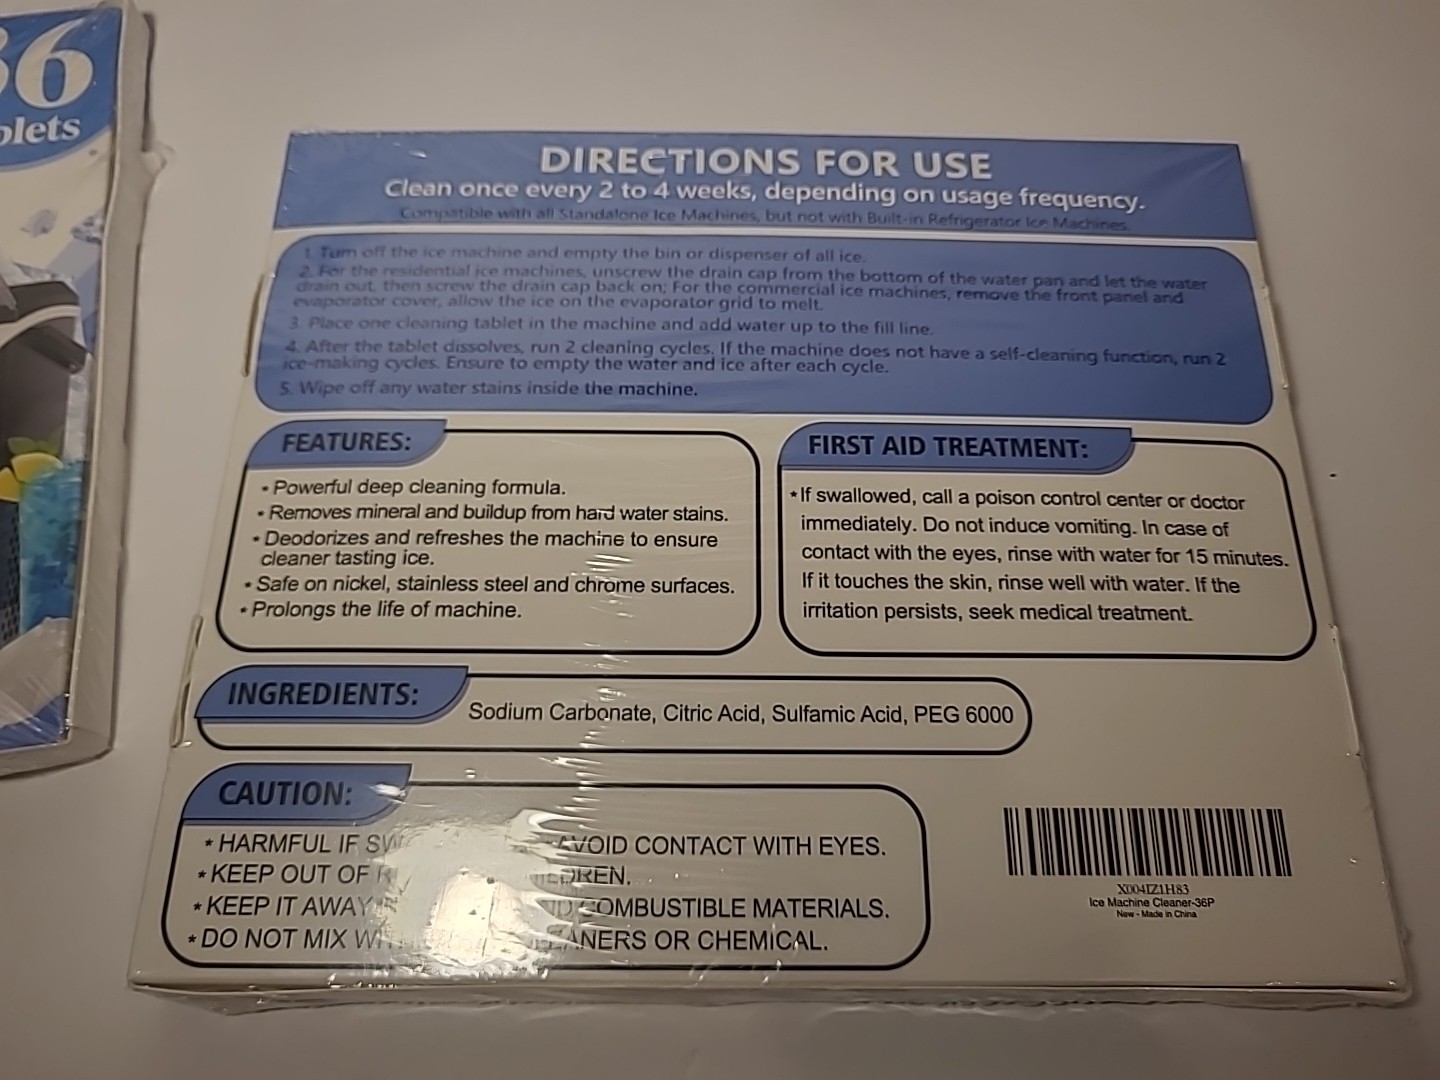 36
blets
DIRECTIONS FOR USE
Clean once every 2 to 4 weeks, depending on usage frequency.
Compatible with all Standalone Ice Machines, but not with Built-in Refrigerator Ice Machines.
1. Turn off the ice machine and empty the bin or dispenser of all ice.
2. For the residential ice machines, unscrew the drain cap from the bottom of the water pan and let the water
drain out, then screw the drain cap back on; For the commercial ice machines, remove the front panel and
evaporator cover, allow the ice on the evaporator grid to melt.
3. Place one cleaning tablet in the machine and add water up to the fill line.
4. After the tablet dissolves, run 2 cleaning cycles. If the machine does not have a self-cleaning function, run 2
ice-making cycles. Ensure to empty the water and ice after each cycle.
5. Wipe off any water stains inside the machine.
FEATURES:
• Powerful deep cleaning formula.
• Removes mineral and buildup from hard water stains.
• Deodorizes and refreshes the machine to ensure
cleaner tasting ice.
• Safe on nickel, stainless steel and chrome surfaces.
• Prolongs the life of machine.
FIRST AID TREATMENT:
* If swallowed, call a poison control center or doctor
immediately. Do not induce vomiting. In case of
contact with the eyes, rinse with water for 15 minutes.
If it touches the skin, rinse well with water. If the
irritation persists, seek medical treatment.
INGREDIENTS:
Sodium Carbonate, Citric Acid, Sulfamic Acid, PEG 6000
CAUTION:
* HARMFUL IF AVOID CONTACT WITH EYES.
* KEEP OUT OF
* KEEP IT AWAY COMBUSTIBLE MATERIALS.
* DO NOT MIX OR CHEMICAL.
X004IZ1H83
Ice Machine Cleaner-36P
New - Made in China